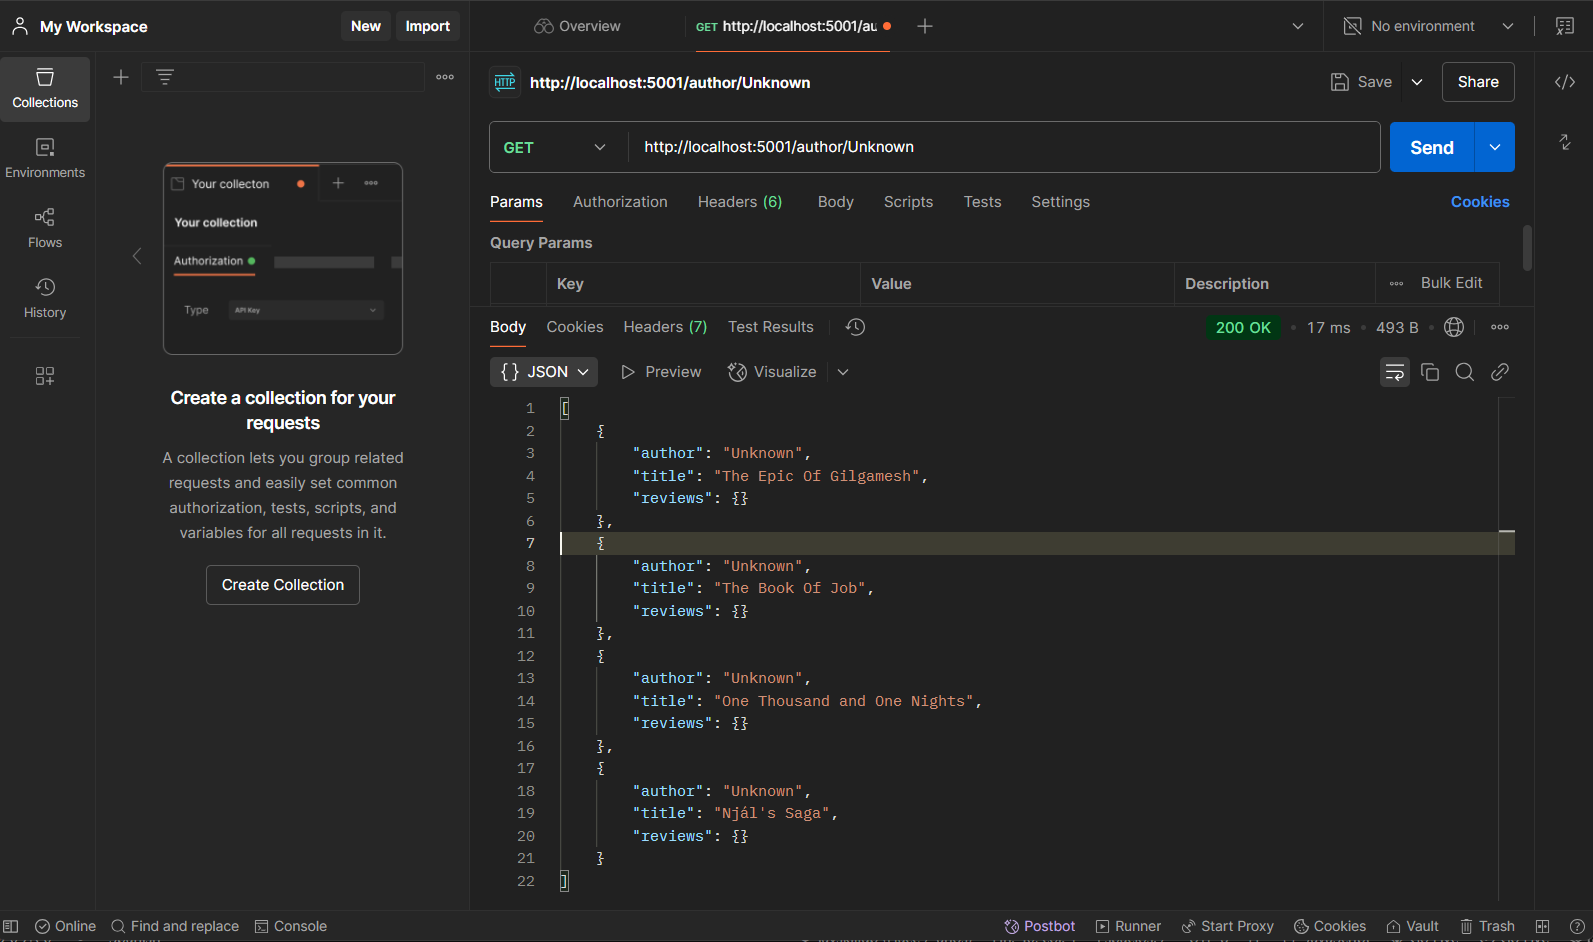 My Workspace
New
Import
Overview
GET http://localhost:5001/au
No environment
Collections
Environments
Flows
History
Your collecton
Your collection
Authorization
Type
API Key
Create a collection for your
requests
A collection lets you group related
requests and easily set common
authorization, tests, scripts, and
variables for all requests in it.
Create Collection
HTTP
http://localhost:5001/author/Unknown
Save
Share
GET
http://localhost:5001/author/Unknown
Send
Params
Authorization
Headers (6)
Body
Scripts
Tests
Settings
Cookies
Query Params
Key
Value
Description
Bulk Edit
Body
Cookies
Headers (7)
Test Results
200 OK
17 ms
493 B
{} JSON
Preview
Visualize
1 [
2 {
3 "author": "Unknown",
4 "title": "The Epic Of Gilgamesh",
5 "reviews": {}
6 },
7 {
8 "author": "Unknown",
9 "title": "The Book Of Job",
10 "reviews": {}
11 },
12 {
13 "author": "Unknown",
14 "title": "One Thousand and One Nights",
15 "reviews": {}
16 },
17 {
18 "author": "Unknown",
19 "title": "Njál's Saga",
20 "reviews": {}
21 }
22 ]
Online
Find and replace
Console
Postbot
Runner
Start Proxy
Cookies
Vault
Trash